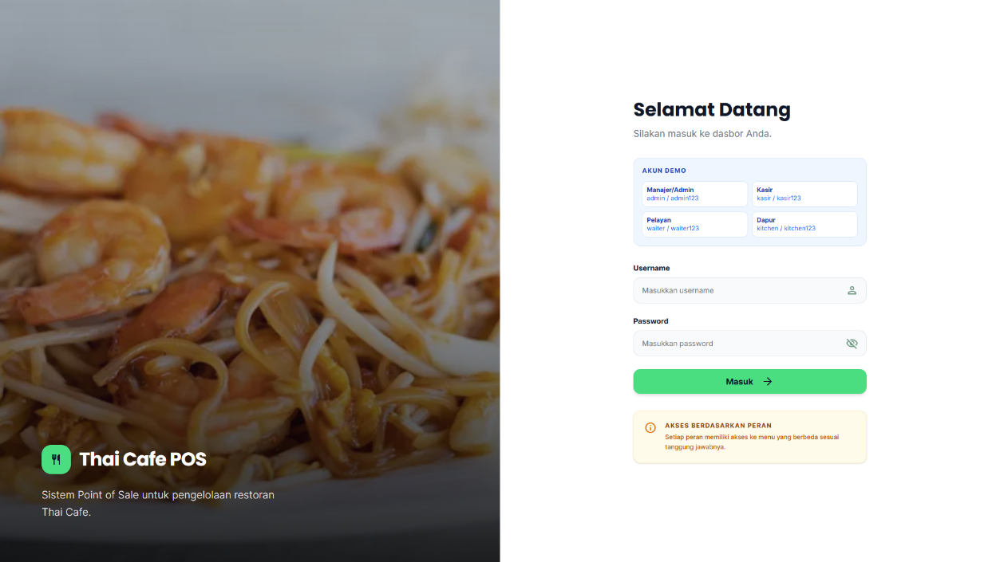 Thai Cafe POS
Sistem Point of Sale untuk pengelolaan restoran
Thai Cafe.
Selamat Datang
Silakan masuk ke dasbor Anda.
AKUN DEMO
Manajer/Admin
admin / admin123
Kasir
kasir / kasir123
Pelayan
waiter / waiter123
Dapur
kitchen / kitchen123
Username
Masukkan username
Password
Masukkan password
Masuk
AKSES BERDASARKAN PERAN
Setiap peran memiliki akses ke menu yang berbeda sesuai
tanggung jawabnya.